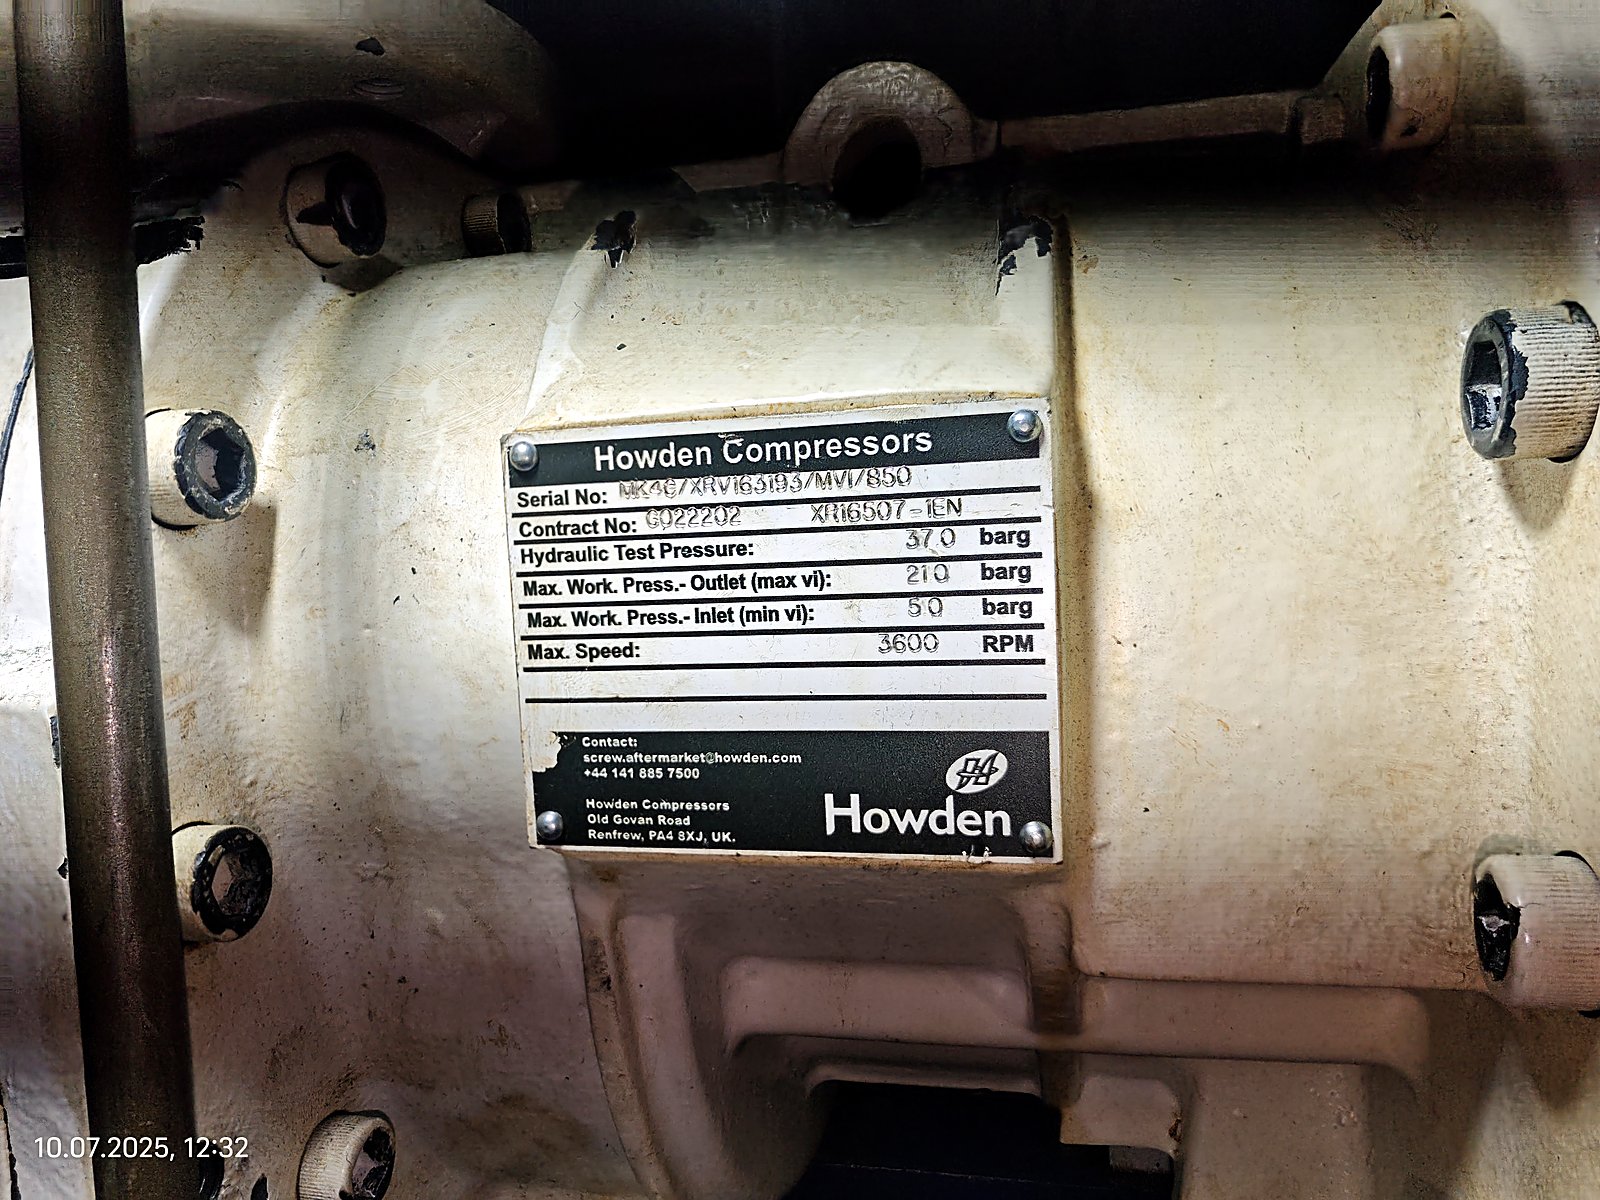 Howden Compressors
Serial No: MK4C/XRV163193/MVI/850
Contract No: C022202 XR16507-1EN
Hydraulic Test Pressure: 37.0 barg
Max. Work. Press.- Outlet (max vi): 21.0 barg
Max. Work. Press.- Inlet (min vi): 5.0 barg
Max. Speed: 3600 RPM
Contact:
screw.aftermarket@howden.com
+44 141 885 7500
Howden Compressors
Old Govan Road
Renfrew, PA4 8XJ, UK.
Howden
10.07.2025, 12:32